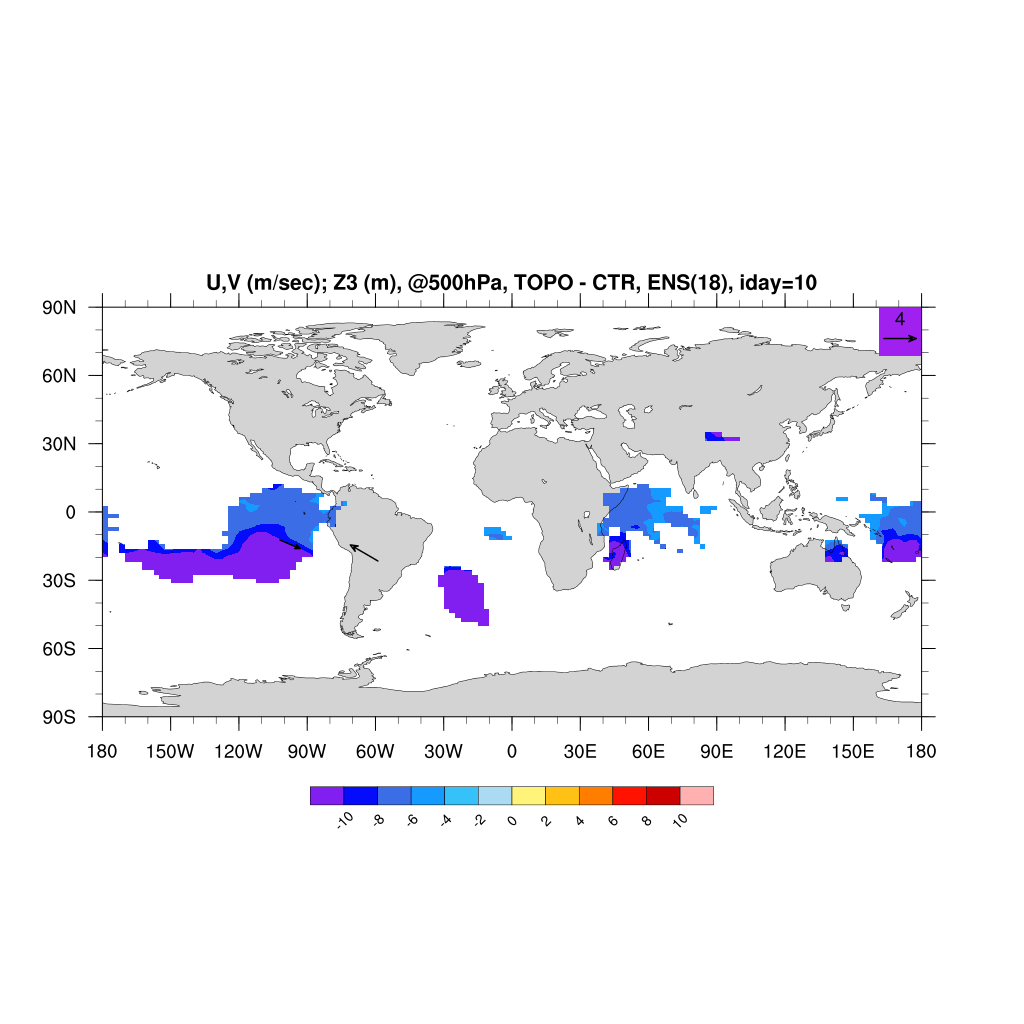 U,V (m/sec); Z3 (m), @500hPa, TOPO - CTR, ENS(18), iday=10
4
90N
60N
30N
0
30S
60S
90S
180 150W 120W 90W 60W 30W 0 30E 60E 90E 120E 150E 180
-10 -8 -6 -4 -2 0 2 4 6 8 10